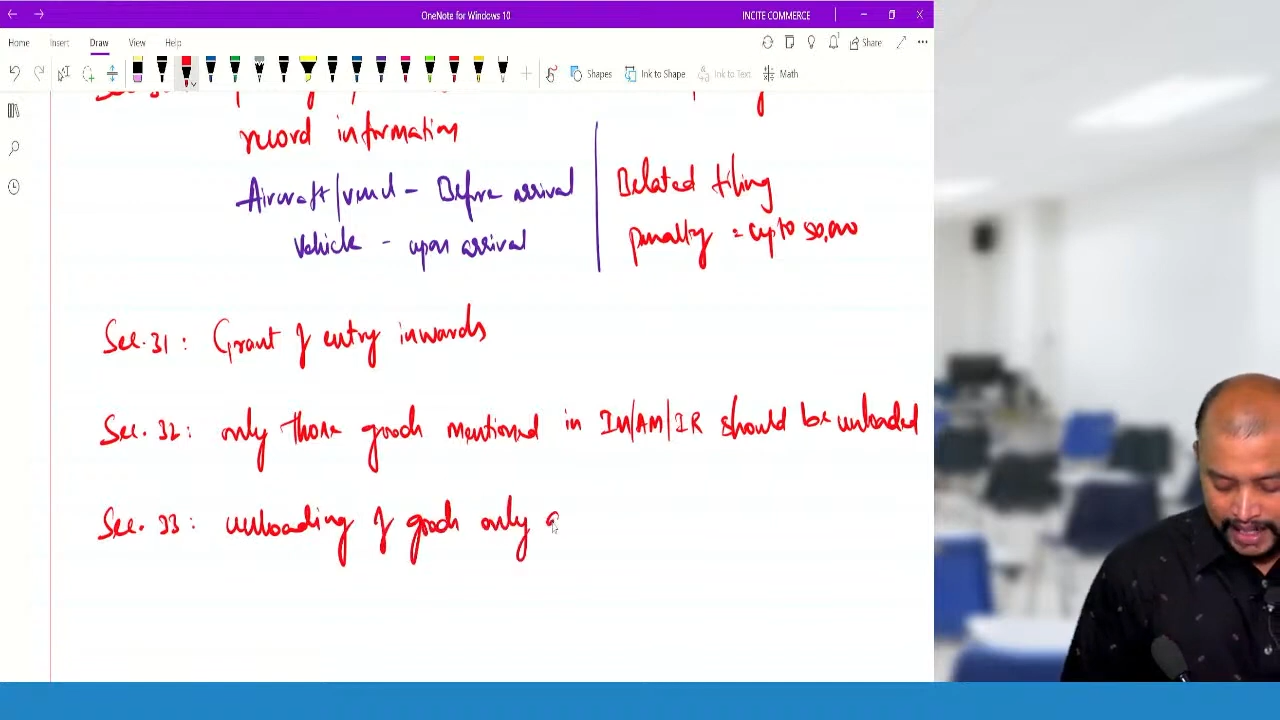 OneNote for Windows 10
INCITE COMMERCE
Home Insert Draw View Help
Share
Shapes Ink to Shape Ink to Text Math
record information
Aircraft/vessel - Before arrival
Vehicle - upon arrival
Belated filing
penalty = upto 50,000
Sec.31: Grant of entry inwards
Sec. 32: only those goods mentioned in IM/AM/IR should be unloaded
Sec. 33: unloading of goods only a